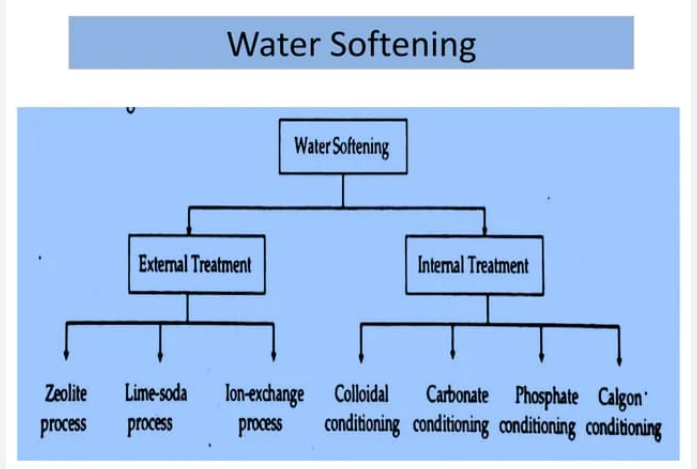 Water Softening
Water Softening
External Treatment
Internal Treatment
Zeolite process
Lime-soda process
Ion-exchange process
Colloidal conditioning
Carbonate conditioning
Phosphate conditioning
Calgon conditioning